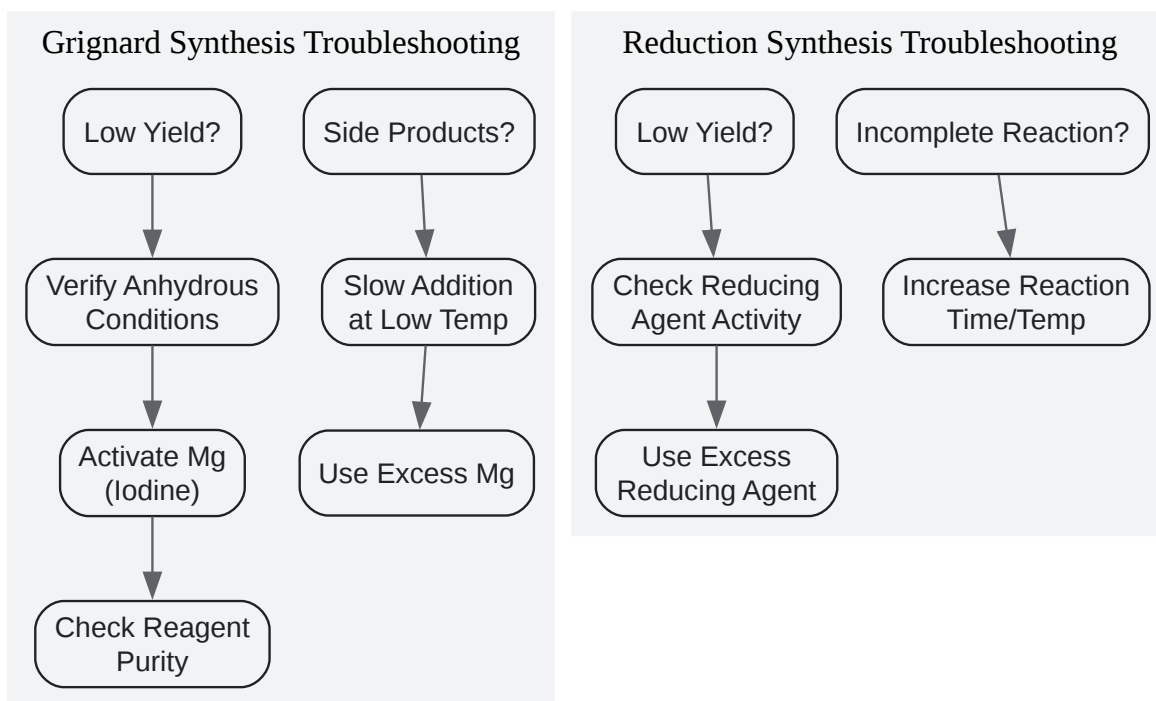 Grignard Synthesis Troubleshooting
Low Yield?
Verify Anhydrous
Conditions
Activate Mg
(Iodine)
Check Reagent
Purity
Side Products?
Slow Addition
at Low Temp
Use Excess Mg
Reduction Synthesis Troubleshooting
Low Yield?
Check Reducing
Agent Activity
Use Excess
Reducing Agent
Incomplete Reaction?
Increase Reaction
Time/Temp